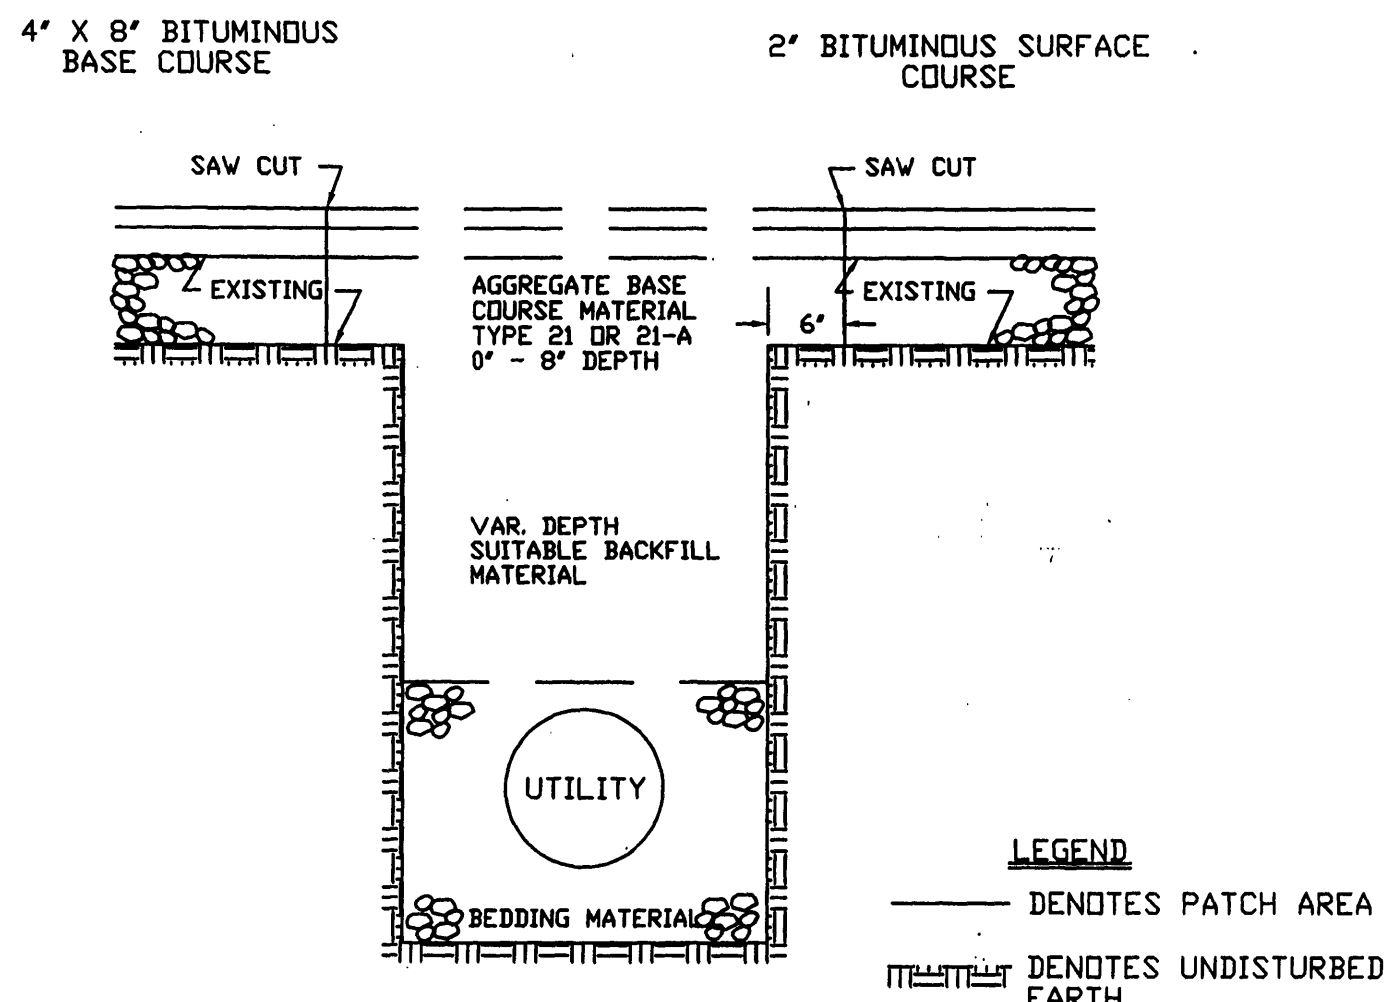 4" X 8" BITUMINOUS
BASE COURSE
2" BITUMINOUS SURFACE
COURSE
SAW CUT
SAW CUT
EXISTING
AGGREGATE BASE
COURSE MATERIAL
TYPE 21 OR 21-A
0" - 8" DEPTH
6"
EXISTING
VAR. DEPTH
SUITABLE BACKFILL
MATERIAL
UTILITY
BEDDING MATERIAL
LEGEND
DENOTES PATCH AREA
DENOTES UNDISTURBED
EARTH